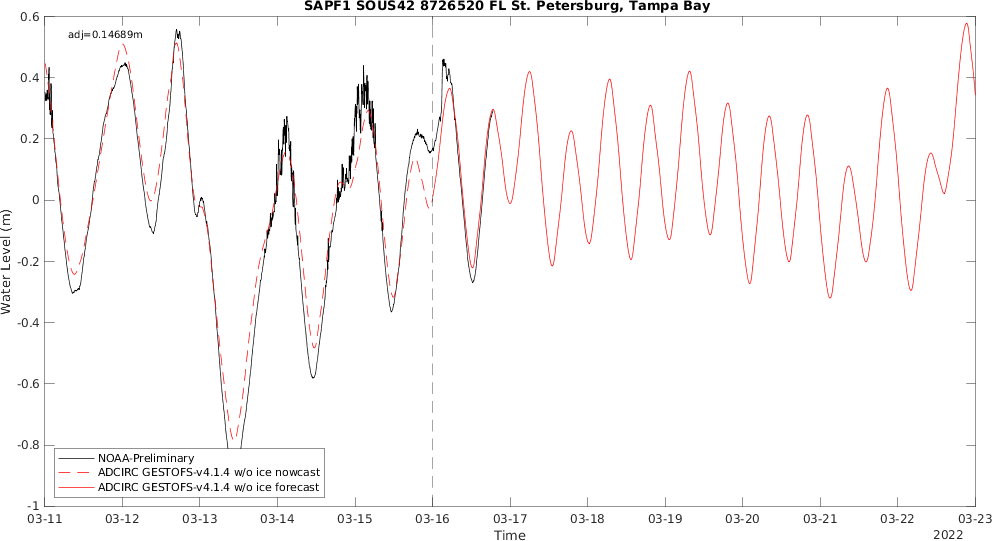 SAPF1 SOUS42 8726520 FL St. Petersburg, Tampa Bay
adj=0.14689m
0.6
0.4
0.2
0
-0.2
-0.4
-0.6
-0.8
-1
Water Level (m)
NOAA-Preliminary
ADCIRC GESTOFS-v4.1.4 w/o ice nowcast
ADCIRC GESTOFS-v4.1.4 w/o ice forecast
03-11 03-12 03-13 03-14 03-15 03-16 03-17 03-18 03-19 03-20 03-21 03-22 03-23
Time
2022